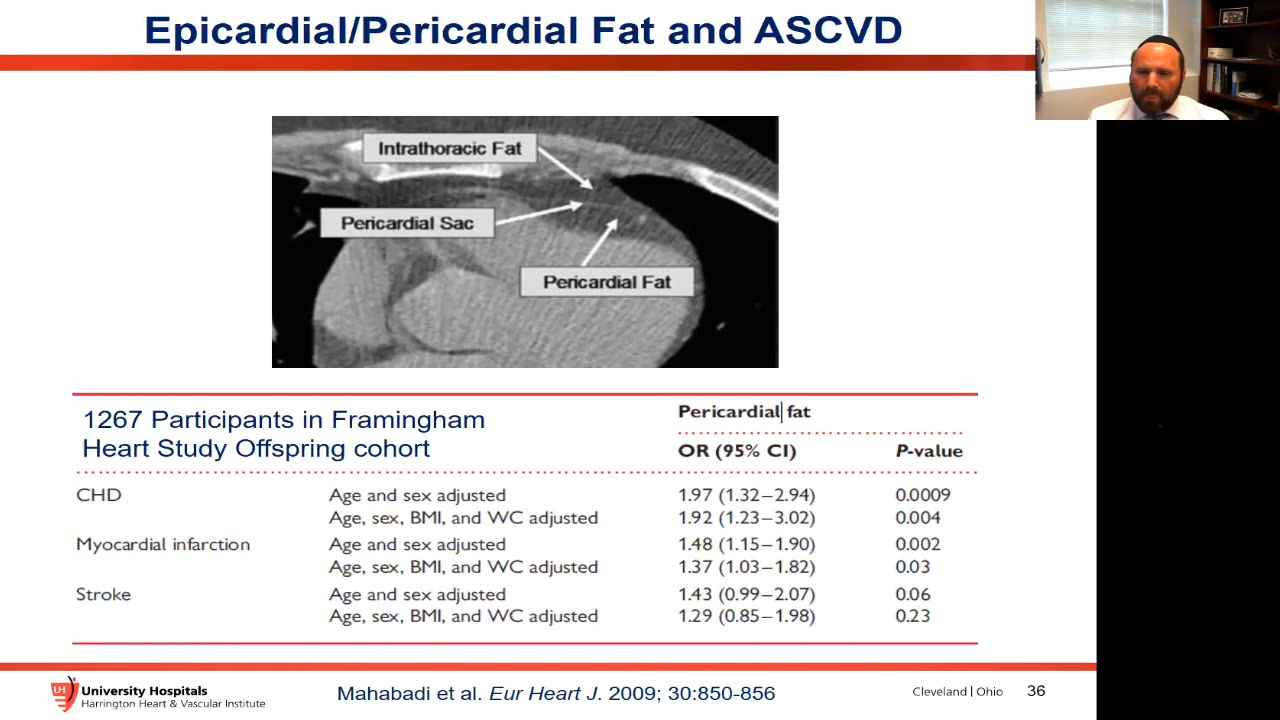 Epicardial/Pericardial Fat and ASCVD
Intrathoracic Fat
Pericardial Sac
Pericardial Fat
1267 Participants in Framingham
Heart Study Offspring cohort
Pericardial fat
OR (95% CI) P-value
CHD Age and sex adjusted 1.97 (1.32–2.94) 0.0009
Age, sex, BMI, and WC adjusted 1.92 (1.23–3.02) 0.004
Myocardial infarction Age and sex adjusted 1.48 (1.15–1.90) 0.002
Age, sex, BMI, and WC adjusted 1.37 (1.03–1.82) 0.03
Stroke Age and sex adjusted 1.43 (0.99–2.07) 0.06
Age, sex, BMI, and WC adjusted 1.29 (0.85–1.98) 0.23
UH
University Hospitals
Harrington Heart & Vascular Institute
Mahabadi et al. Eur Heart J. 2009; 30:850-856
Cleveland | Ohio 36